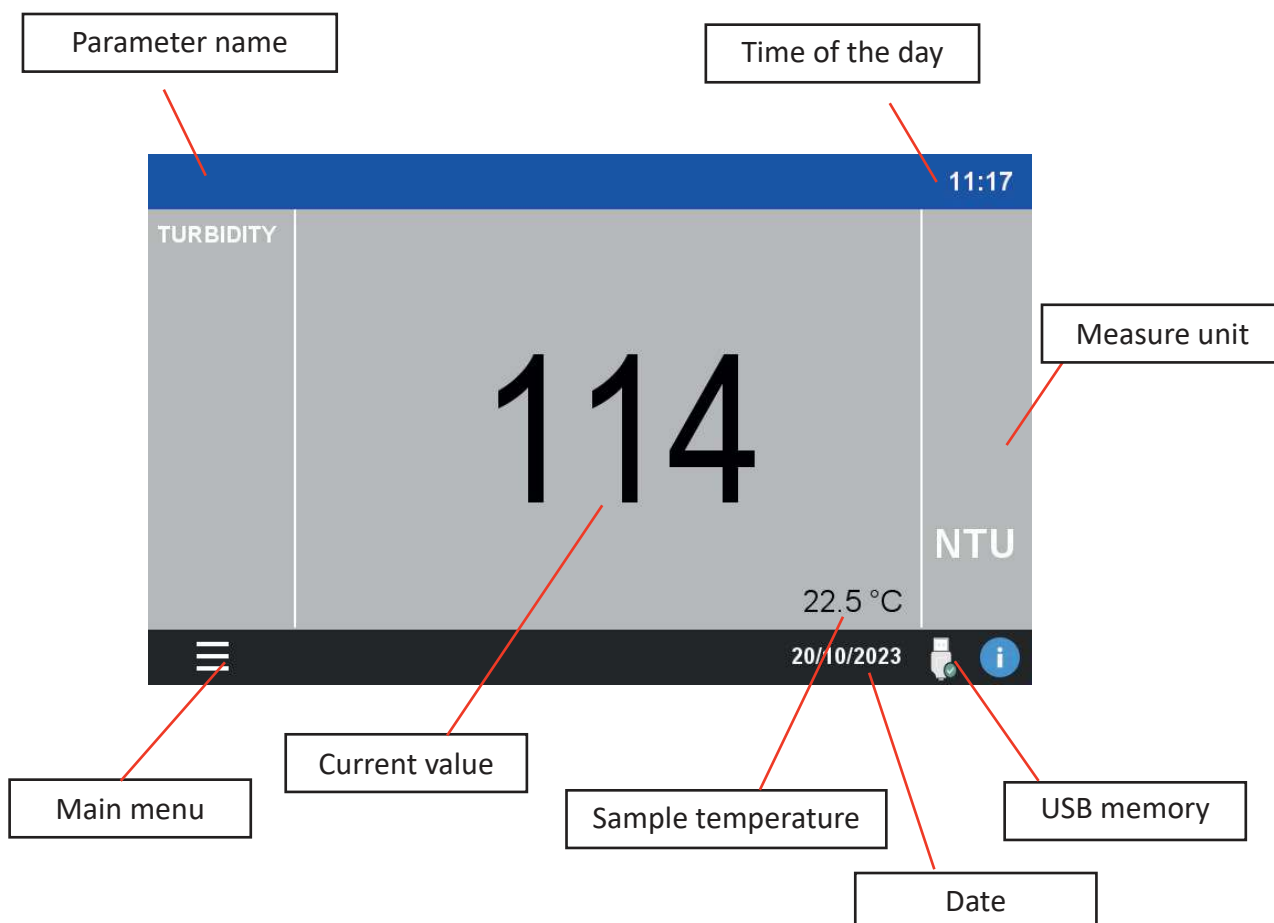 Parameter name
Time of the day
11:17
TURBIDITY
Measure unit
114
NTU
22.5 °C
20/10/2023
i
Current value
Main menu
Sample temperature
USB memory
Date